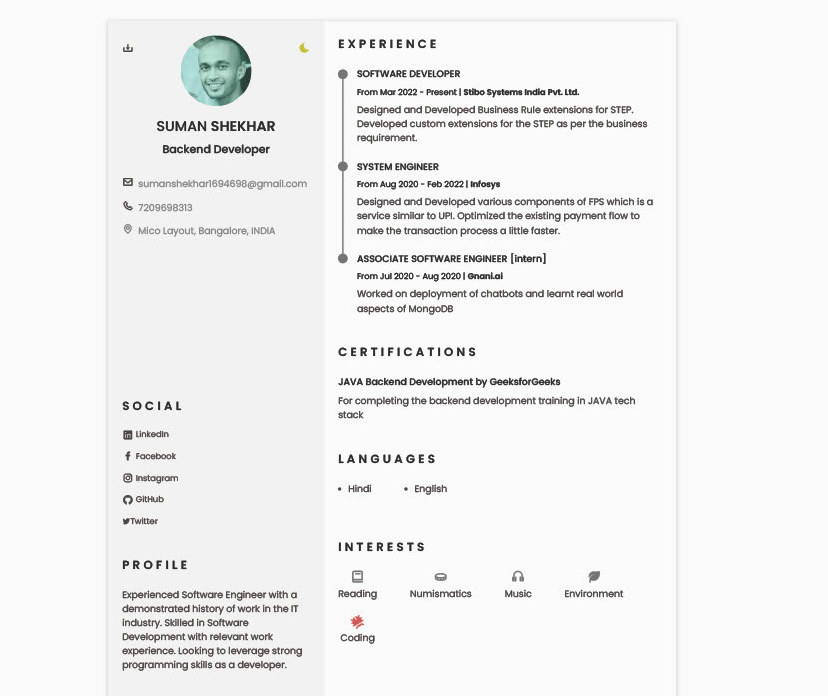 SUMAN SHEKHAR
Backend Developer
sumanshekhar1694698@gmail.com
7209698313
Mico Layout, Bangalore, INDIA
SOCIAL
LinkedIn
Facebook
Instagram
GitHub
Twitter
PROFILE
Experienced Software Engineer with a
demonstrated history of work in the IT
industry. Skilled in Software
Development with relevant work
experience. Looking to leverage strong
programming skills as a developer.
EXPERIENCE
SOFTWARE DEVELOPER
From Mar 2022 - Present | Stibo Systems India Pvt. Ltd.
Designed and Developed Business Rule extensions for STEP.
Developed custom extensions for the STEP as per the business
requirement.
SYSTEM ENGINEER
From Aug 2020 - Feb 2022 | Infosys
Designed and Developed various components of FPS which is a
service similar to UPI. Optimized the existing payment flow to
make the transaction process a little faster.
ASSOCIATE SOFTWARE ENGINEER [intern]
From Jul 2020 - Aug 2020 | Gnani.ai
Worked on deployment of chatbots and learnt real world
aspects of MongoDB
CERTIFICATIONS
JAVA Backend Development by GeeksforGeeks
For completing the backend development training in JAVA tech
stack
LANGUAGES
• Hindi • English
INTERESTS
Reading Numismatics Music Environment
Coding